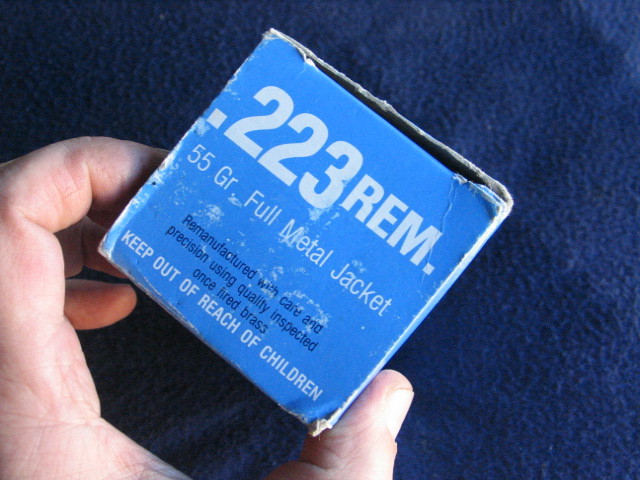 .223 REM.
55 Gr. Full Metal Jacket
Remanufactured with care and
precision using quality inspected
once fired brass
KEEP OUT OF REACH OF CHILDREN